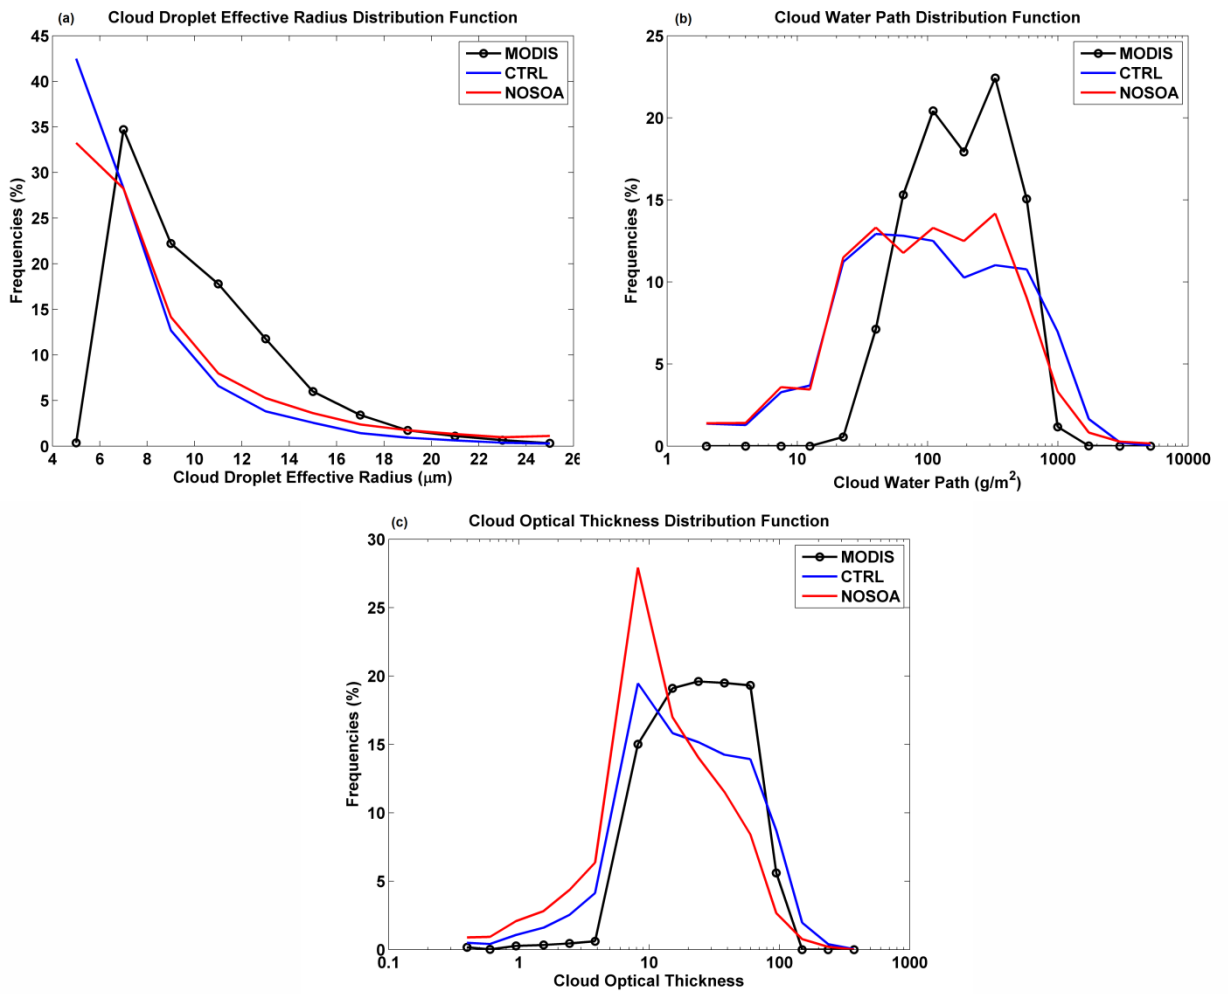 (a) Cloud Droplet Effective Radius Distribution Function
45
40
35
30
25
20
15
10
5
0
Frequencies (%)
MODIS
CTRL
NOSOA
4 6 8 10 12 14 16 18 20 22 24 26
Cloud Droplet Effective Radius (μm)
(b) Cloud Water Path Distribution Function
25
20
15
10
5
0
Frequencies (%)
MODIS
CTRL
NOSOA
1 10 100 1000 10000
Cloud Water Path (g/m²)
(c) Cloud Optical Thickness Distribution Function
30
25
20
15
10
5
0
Frequencies (%)
MODIS
CTRL
NOSOA
0.1 1 10 100 1000
Cloud Optical Thickness